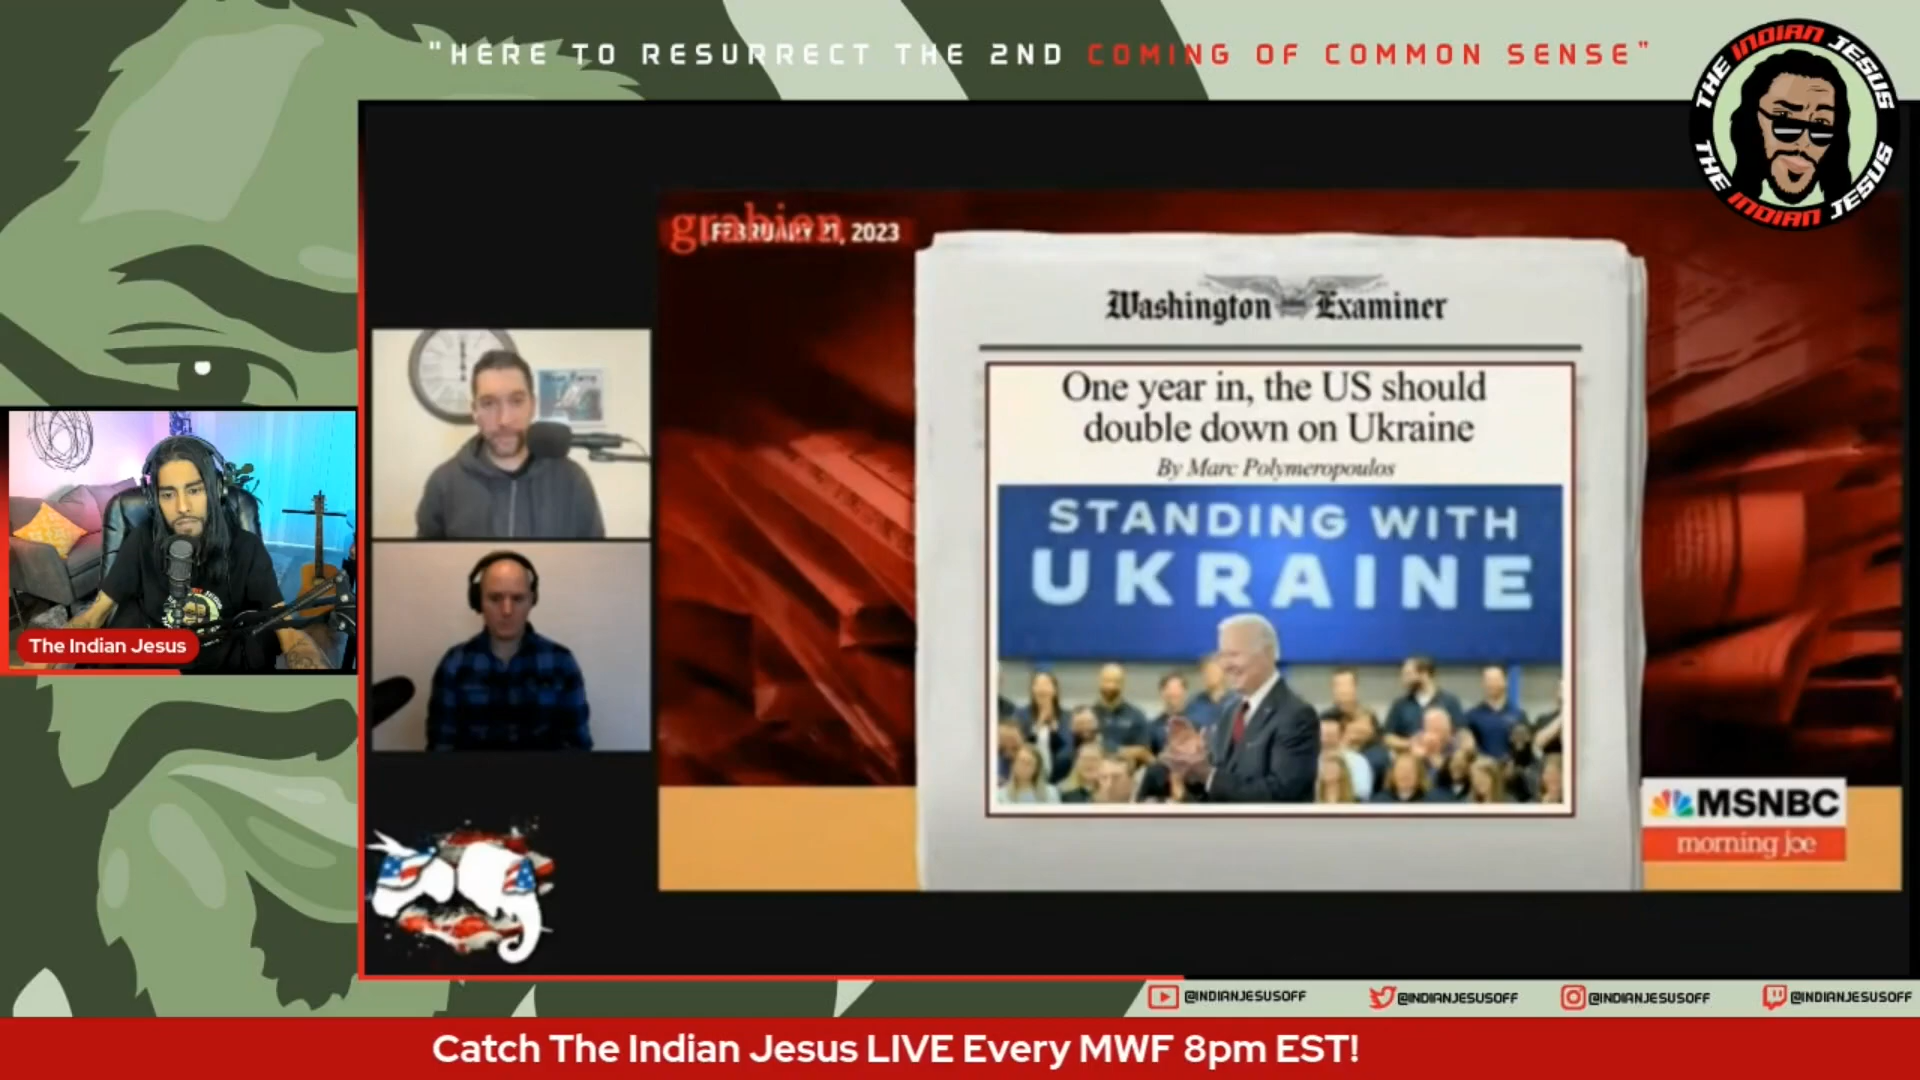 "HERE TO RESURRECT THE 2ND COMING OF COMMON SENSE"
THE INDIAN JESUS
THE INDIAN JESUS
grabien
FEBRUARY 21, 2023
Washington Examiner
One year in, the US should
double down on Ukraine
By Marc Polymeropoulos
STANDING WITH
UKRAINE
The Indian Jesus
MSNBC
morning joe
@INDIANJESUSOFF
@INDIANJESUSOFF
@INDIANJESUSOFF
@INDIANJESUSOFF
Catch The Indian Jesus LIVE Every MWF 8pm EST!